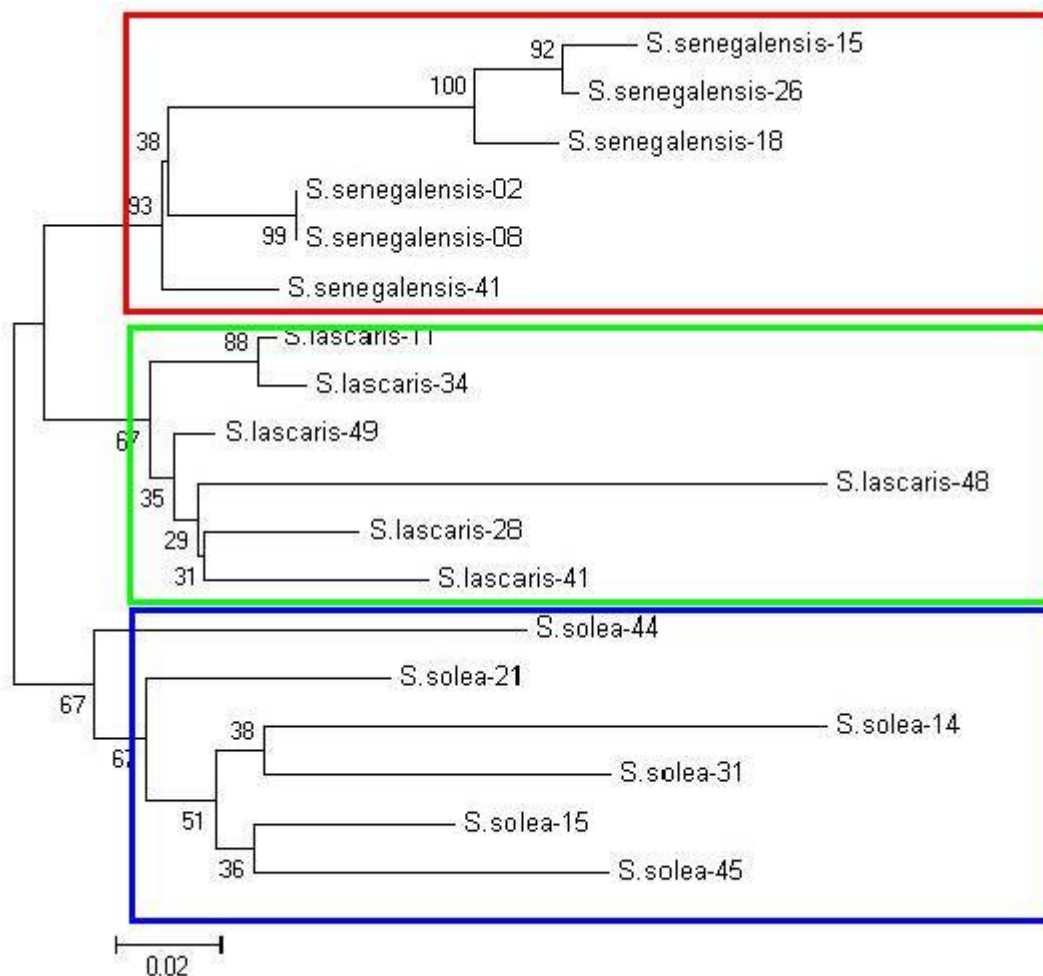 92
S.senegalensis-15
100
S.senegalensis-26
38
S.senegalensis-18
93
S.senegalensis-02
99
S.senegalensis-08
S.senegalensis-41
88
S.lascaris-11
S.lascaris-34
67
S.lascaris-49
35
S.lascaris-48
29
S.lascaris-28
31
S.lascaris-41
S.solea-44
67
S.solea-21
67
38
S.solea-14
S.solea-31
51
S.solea-15
36
S.solea-45
0.02